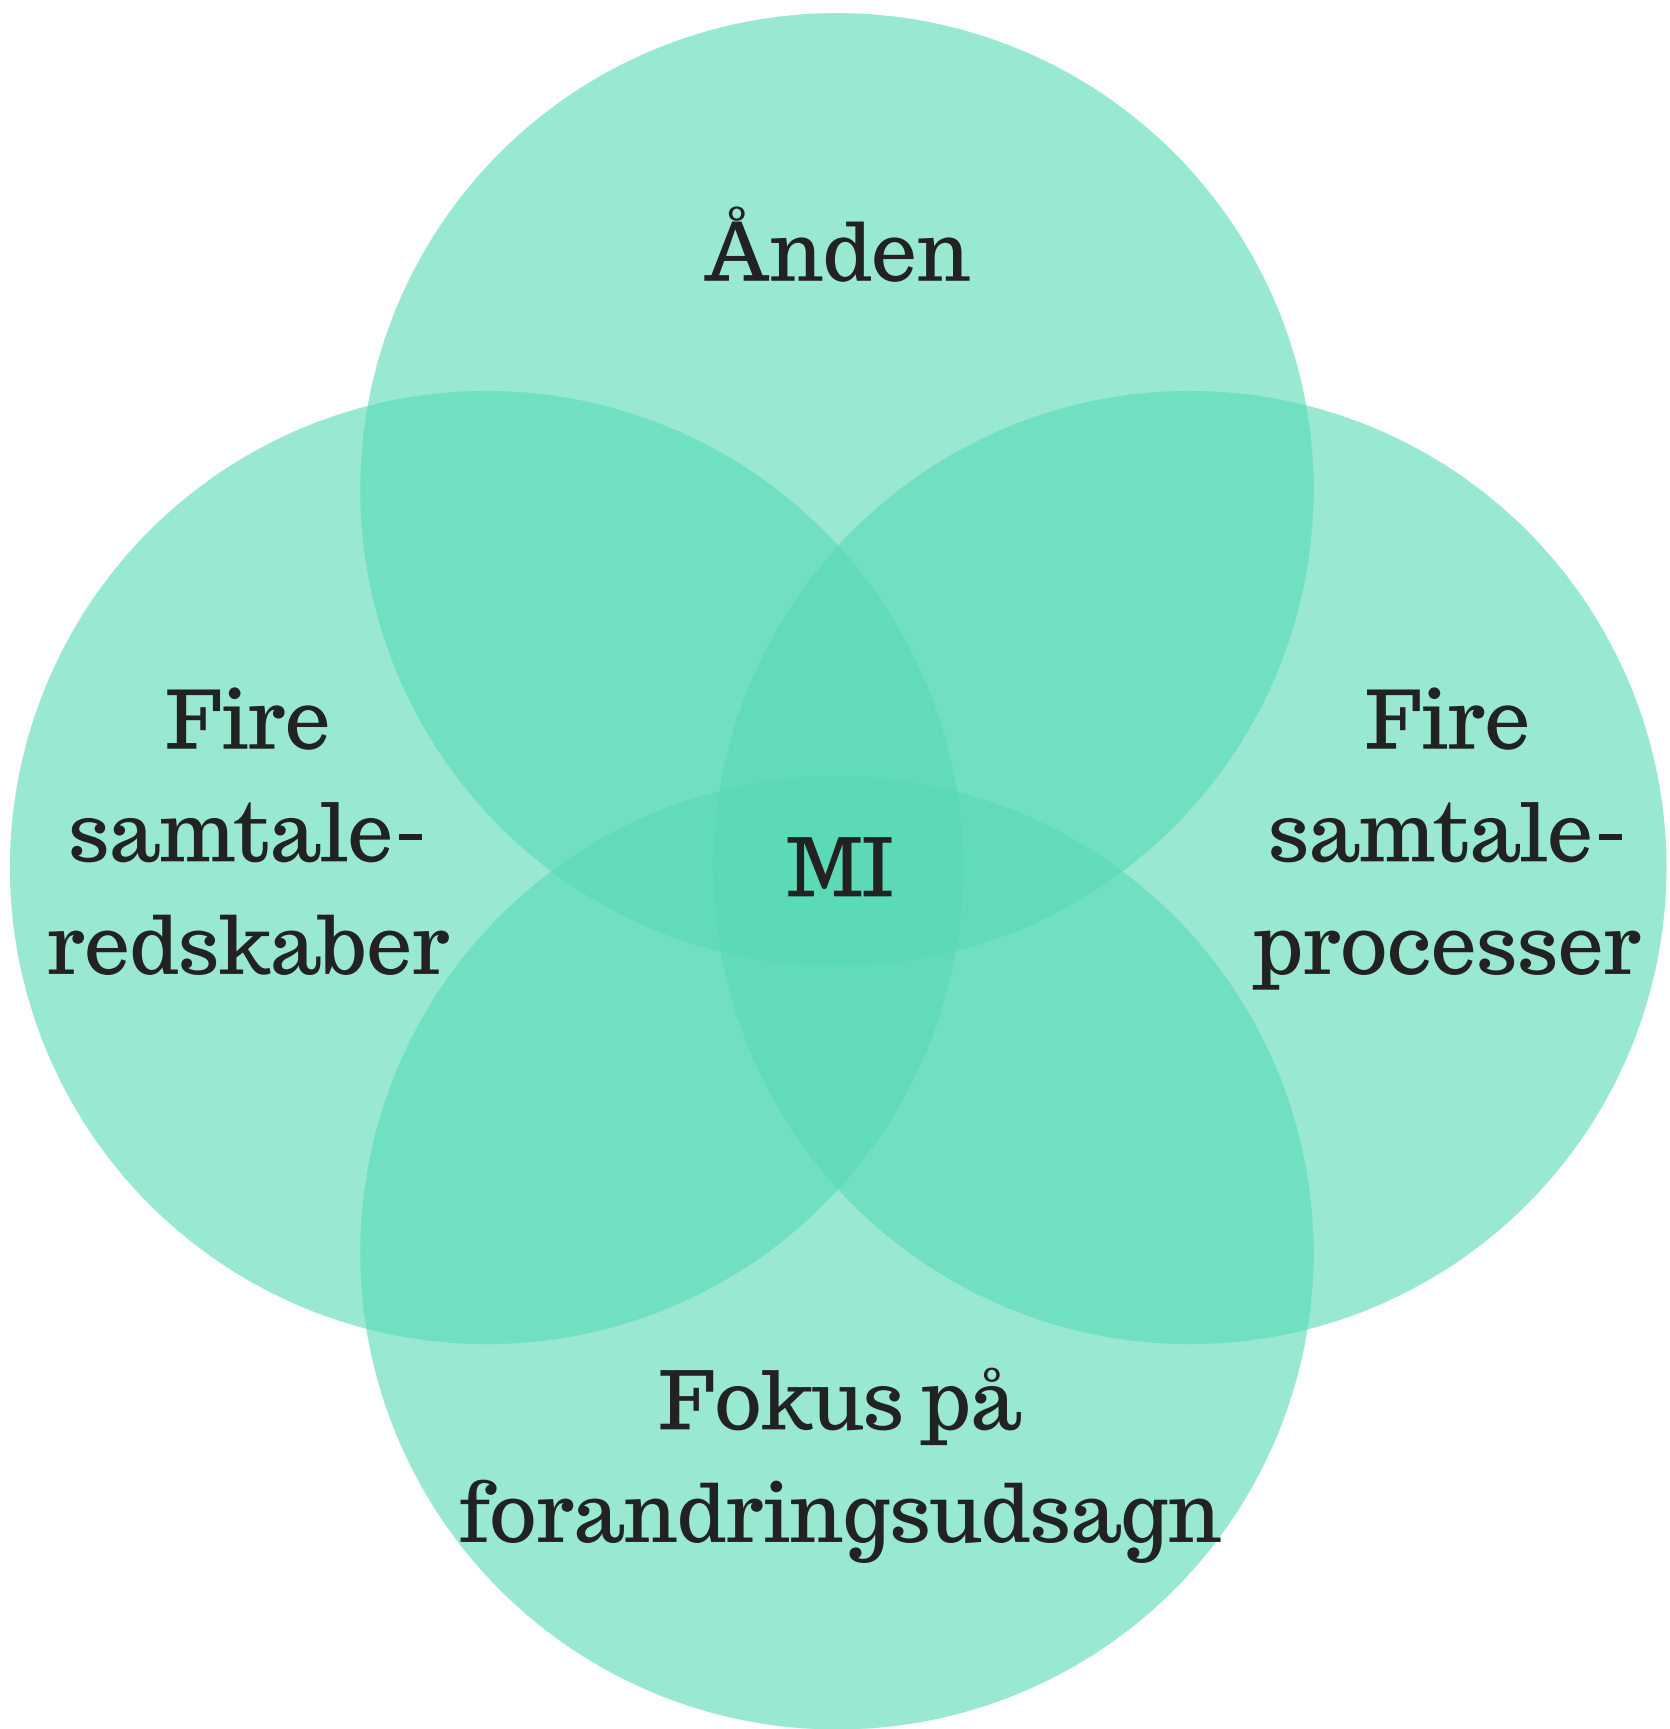 Ånden
Fire
samtale-
redskaber
MI
Fire
samtale-
processer
Fokus på
forandringsudsagn